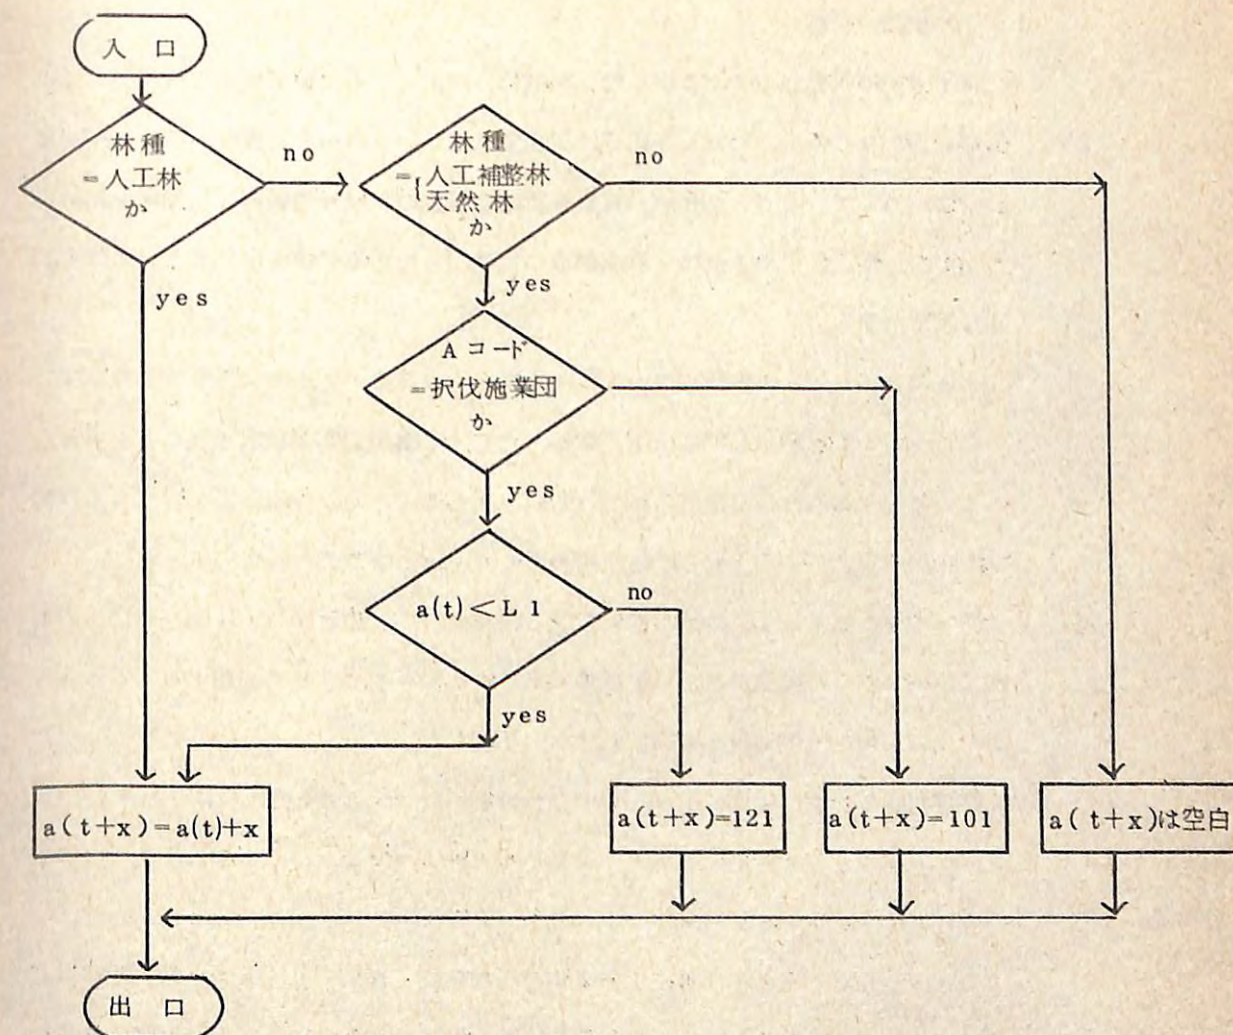 入 口
林種
=人工林
か
no
林種
={人工補整林
天然林
か
no
yes
yes
Aコード
=択伐施業団
か
yes
a(t)<L1
no
yes
a(t+x)=a(t)+x
a(t+x)=121
a(t+x)=101
a(t+x)は空白
出 口